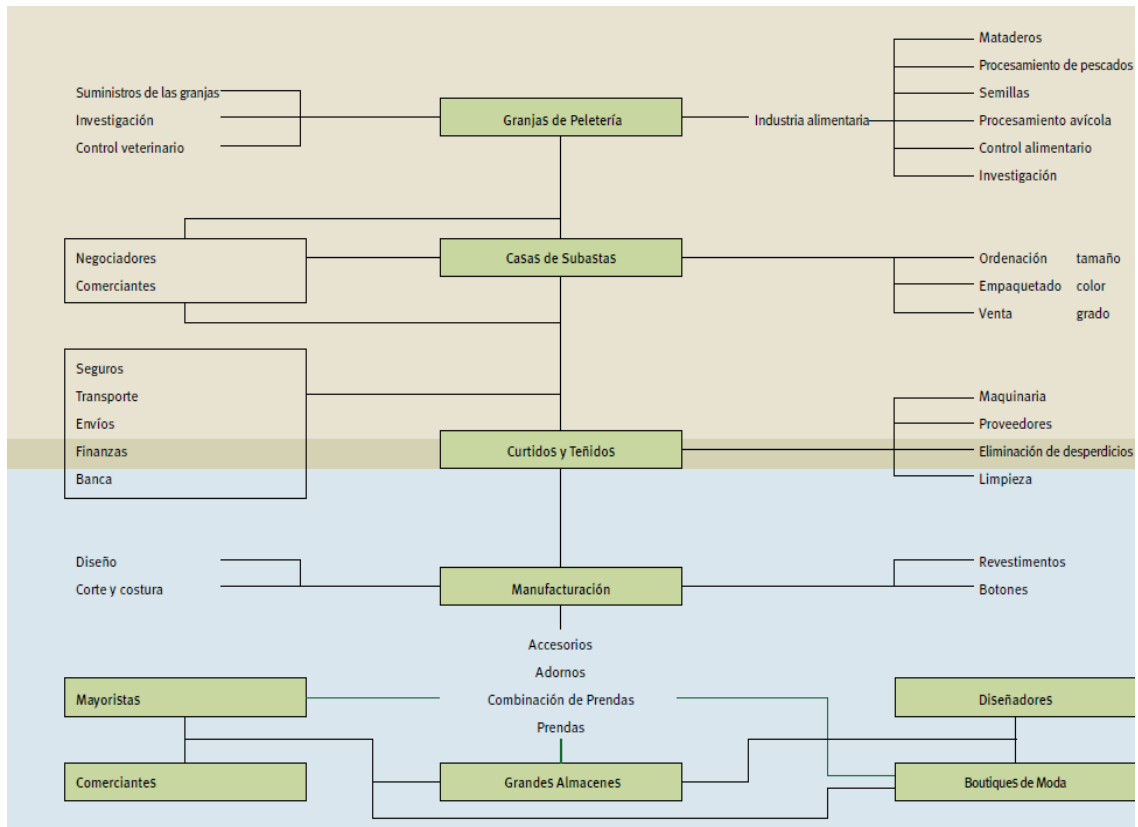 Mataderos
Procesamiento de pescados
Suministros de las granjas
Semillas
Investigación
Granjas de Peletería
Industria alimentaria
Procesamiento avícola
Control veterinario
Control alimentario
Investigación
Negociadores
Comerciantes
Casas de Subastas
Ordenación tamaño
Empaquetado color
Venta grado
Seguros
Transporte
Envíos
Finanzas
Banca
Curtidos y Teñidos
Maquinaria
Proveedores
Eliminación de desperdicios
Limpieza
Diseño
Corte y costura
Manufacturación
Revestimentos
Botones
Accesorios
Adornos
Combinación de Prendas
Prendas
Mayoristas
Diseñadores
Comerciantes
Grandes Almacenes
Boutiques de Moda